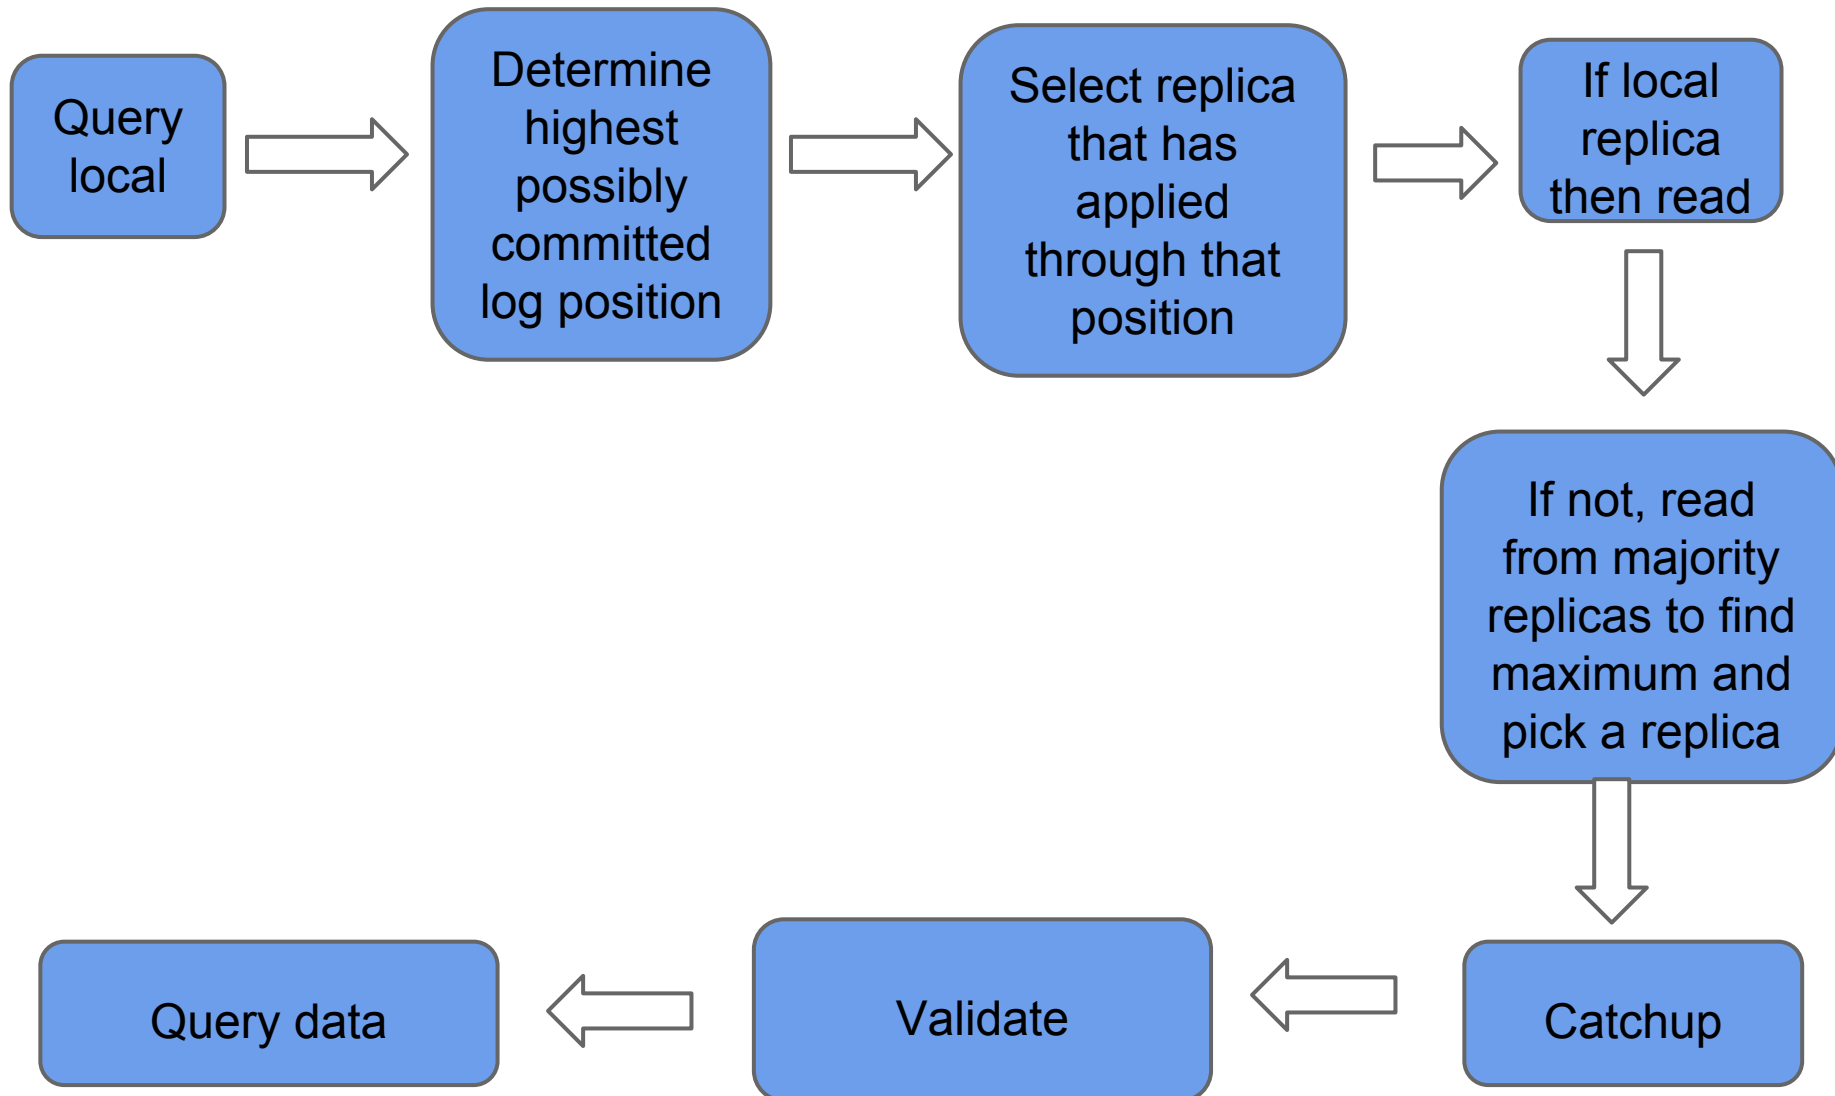 Query
local
Determine
highest
possibly
committed
log position
Select replica
that has
applied
through that
position
If local
replica
then read
If not, read
from majority
replicas to find
maximum and
pick a replica
Catchup
Validate
Query data